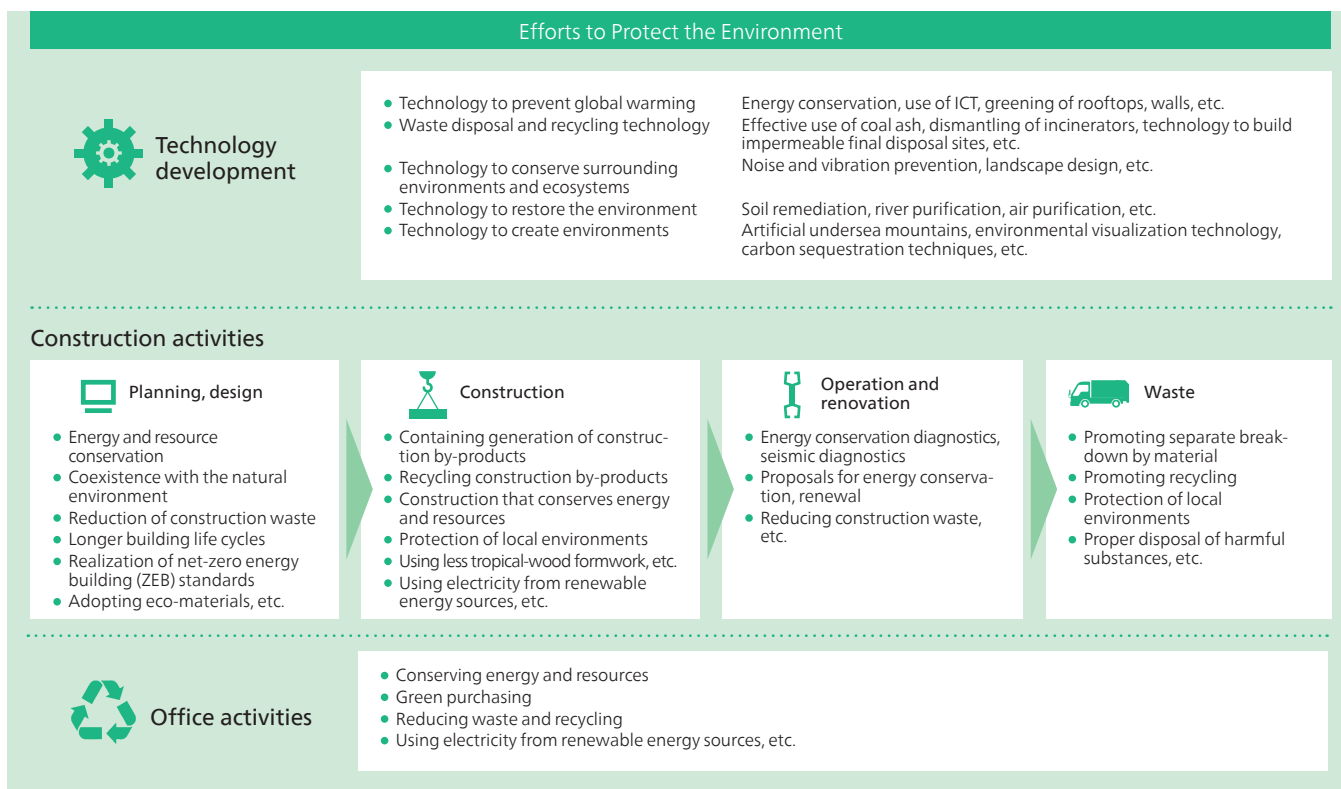 Efforts to Protect the Environment
Technology
development
• Technology to prevent global warming
Energy conservation, use of ICT, greening of rooftops, walls, etc.
• Waste disposal and recycling technology
Effective use of coal ash, dismantling of incinerators, technology to build
impermeable final disposal sites, etc.
• Technology to conserve surrounding
environments and ecosystems
Noise and vibration prevention, landscape design, etc.
• Technology to restore the environment
Soil remediation, river purification, air purification, etc.
• Technology to create environments
Artificial undersea mountains, environmental visualization technology,
carbon sequestration techniques, etc.
Construction activities
Planning, design
• Energy and resource
conservation
• Coexistence with the natural
environment
• Reduction of construction waste
• Longer building life cycles
• Realization of net-zero energy
building (ZEB) standards
• Adopting eco-materials, etc.
Construction
• Containing generation of construc-
tion by-products
• Recycling construction by-products
• Construction that conserves energy
and resources
• Protection of local environments
• Using less tropical-wood formwork, etc.
• Using electricity from renewable
energy sources, etc.
Operation and
renovation
• Energy conservation diagnostics,
seismic diagnostics
• Proposals for energy conserva-
tion, renewal
• Reducing construction waste,
etc.
Waste
• Promoting separate break-
down by material
• Promoting recycling
• Protection of local
environments
• Proper disposal of harmful
substances, etc.
Office activities
• Conserving energy and resources
• Green purchasing
• Reducing waste and recycling
• Using electricity from renewable energy sources, etc.